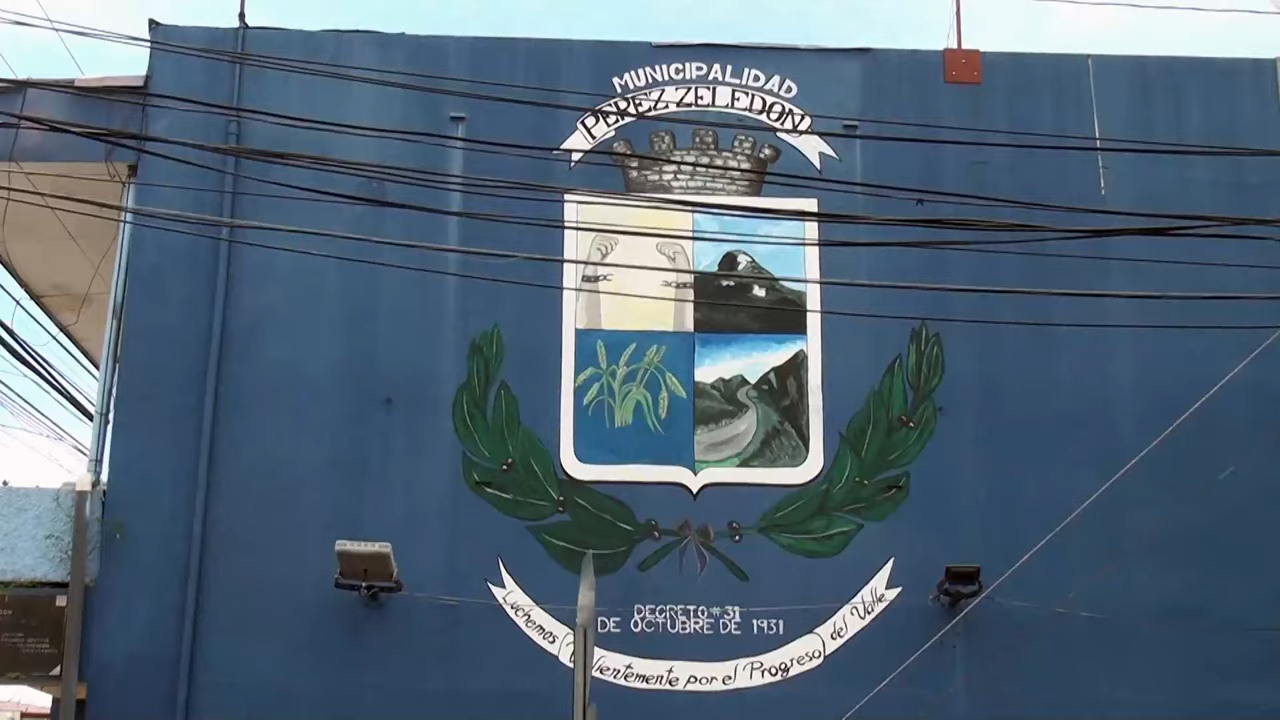 MUNICIPALIDAD
PEREZ ZELEDON
DECRETO #31
DE OCTUBRE DE 1931
Luchemos Valientemente por el Progreso del Valle